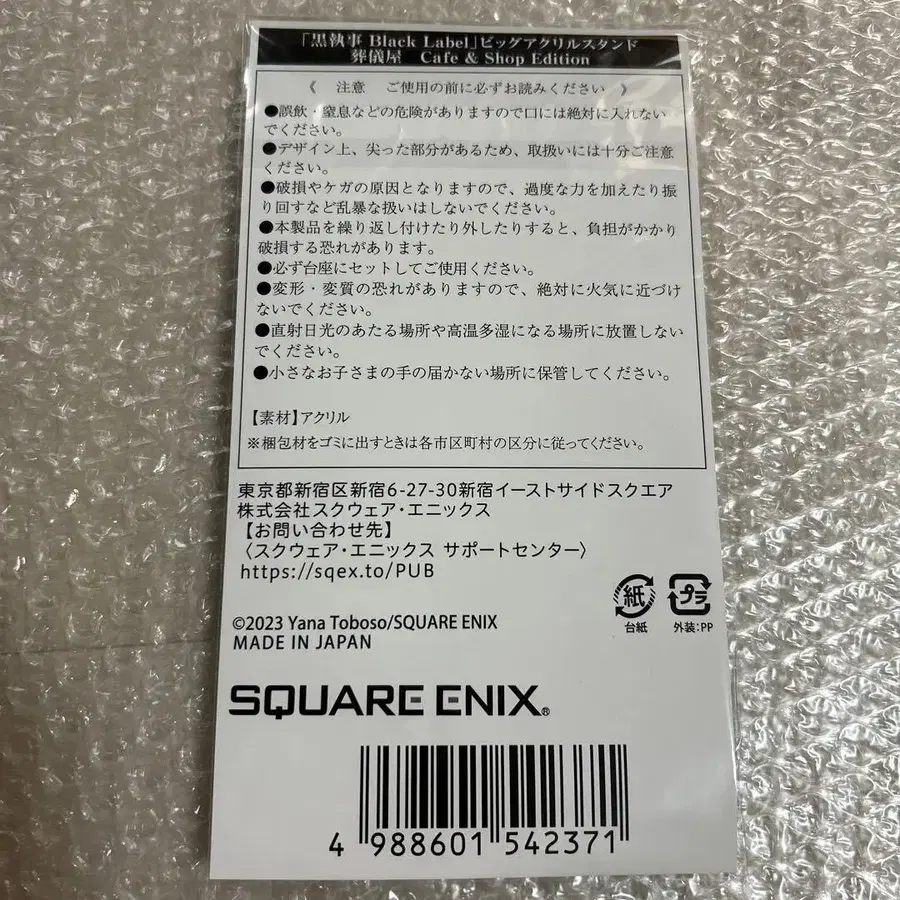 「黒執事 Black Label」ビッグアクリルスタンド
葬儀屋 Cafe & Shop Edition
《 注意 ご使用の前に必ずお読みください 》
●誤飲・窒息などの危険がありますので口には絶対に入れない
でください。
●デザイン上、尖った部分があるため、取扱いには十分ご注意
ください。
●破損やケガの原因となりますので、過度な力を加えたり振
り回すなど乱暴な扱いはしないでください。
●本製品を繰り返し付けたり外したりすると、負担がかかり
破損する恐れがあります。
●必ず台座にセットしてご使用ください。
●変形・変質の恐れがありますので、絶対に火気に近づけ
ないでください。
●直射日光のあたる場所や高温多湿になる場所に放置しない
でください。
●小さなお子さまの手の届かない場所に保管してください。
【素材】アクリル
※梱包材をゴミに出すときは各市区町村の区分に従ってください。
東京都新宿区新宿6-27-30新宿イーストサイドスクエア
株式会社スクウェア・エニックス
【お問い合わせ先】
〈スクウェア・エニックス サポートセンター〉
https://sqex.to/PUB
紙 プラ
台紙 外装:PP
©2023 Yana Toboso/SQUARE ENIX
MADE IN JAPAN
SQUARE ENIX®
4 988601 542371